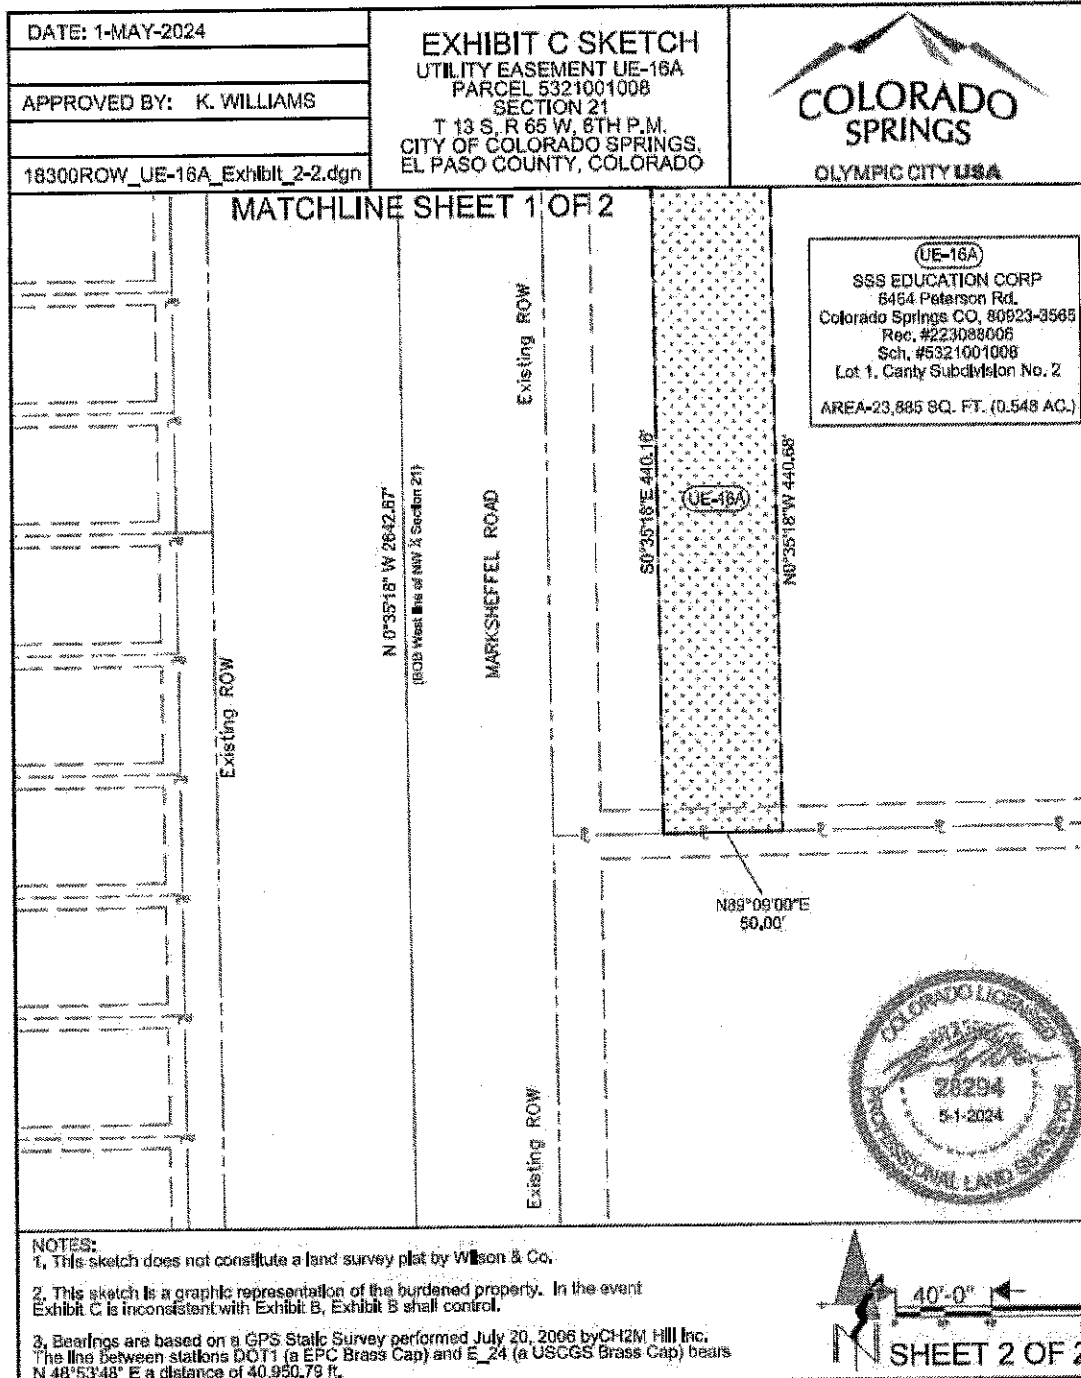 DATE: 1-MAY-2024
APPROVED BY: K. WILLIAMS
18300ROW_UE-16A_Exhibit_2-2.dgn
EXHIBIT C SKETCH
UTILITY EASEMENT UE-16A
PARCEL 5321001008
SECTION 21
T 13 S, R 65 W, 6TH P.M.
CITY OF COLORADO SPRINGS,
EL PASO COUNTY, COLORADO
COLORADO
SPRINGS
OLYMPIC CITY USA
MATCHLINE SHEET 1 OF 2
UE-16A
SSS EDUCATION CORP
6464 Peterson Rd.
Colorado Springs CO, 80923-3565
Rec. #223088006
Sch. #5321001008
Lot 1, Canty Subdivision No. 2
AREA-23,885 SQ. FT. (0.548 AC.)
Existing ROW
Existing ROW
Existing ROW
N 0°35'18" W 2642.67'
(BOB West line of NW ¼ Section 21)
MARKSHEFFEL ROAD
S0°35'18"E 440.16'
UE-16A
N0°35'18"W 440.68'
N89°09'00"E
50.00'
COLORADO LICENSED
28294
5-1-2024
PROFESSIONAL LAND SURVEYOR
NOTES:
1. This sketch does not constitute a land survey plat by Wilson & Co.
2. This sketch is a graphic representation of the burdened property. In the event
Exhibit C is inconsistent with Exhibit B, Exhibit B shall control.
3. Bearings are based on a GPS Static Survey performed July 20, 2006 byCH2M Hill Inc.
The line between stations DOT1 (a EPC Brass Cap) and E_24 (a USCGS Brass Cap) bears
N 48°53'48" E a distance of 40,950.79 ft.
40'-0"
N
SHEET 2 OF 2